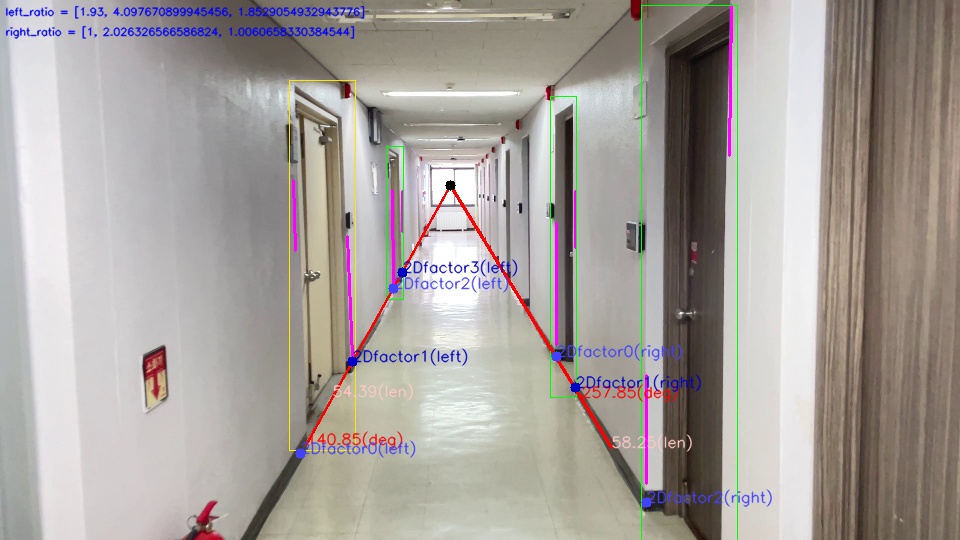 left_ratio = [1.93, 4.097670899945456, 1.8529054932943776]
right_ratio = [1, 2.026326566586824, 1.0060658330384544]
2Dfactor3(left)
2Dfactor2(left)
2Dfactor1(left)
2Dfactor0(right)
2Dfactor1(right)
54.39(len)
257.85(deg)
140.85(deg)
58.25(len)
2Dfactor0(left)
2Dfactor2(right)